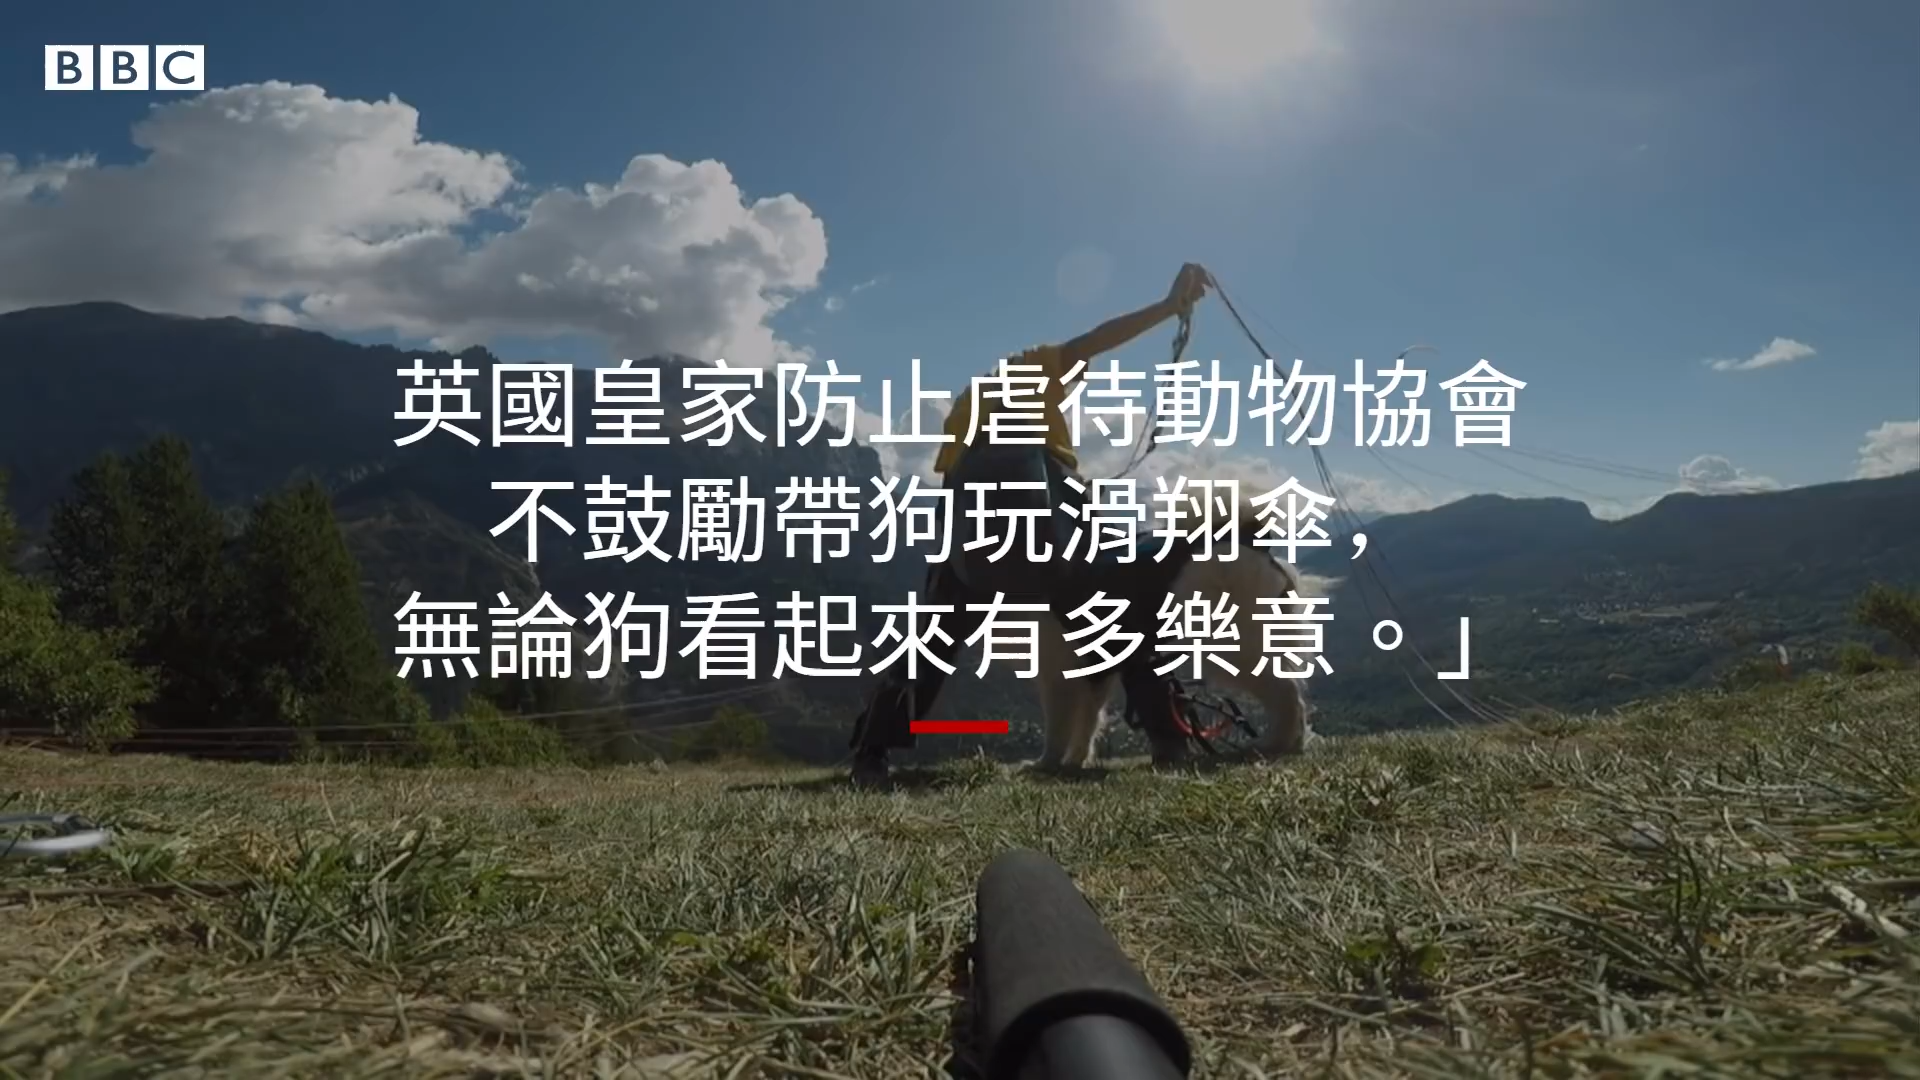 BBC
英國皇家防止虐待動物協會
不鼓勵帶狗玩滑翔傘，
無論狗看起來有多樂意。」